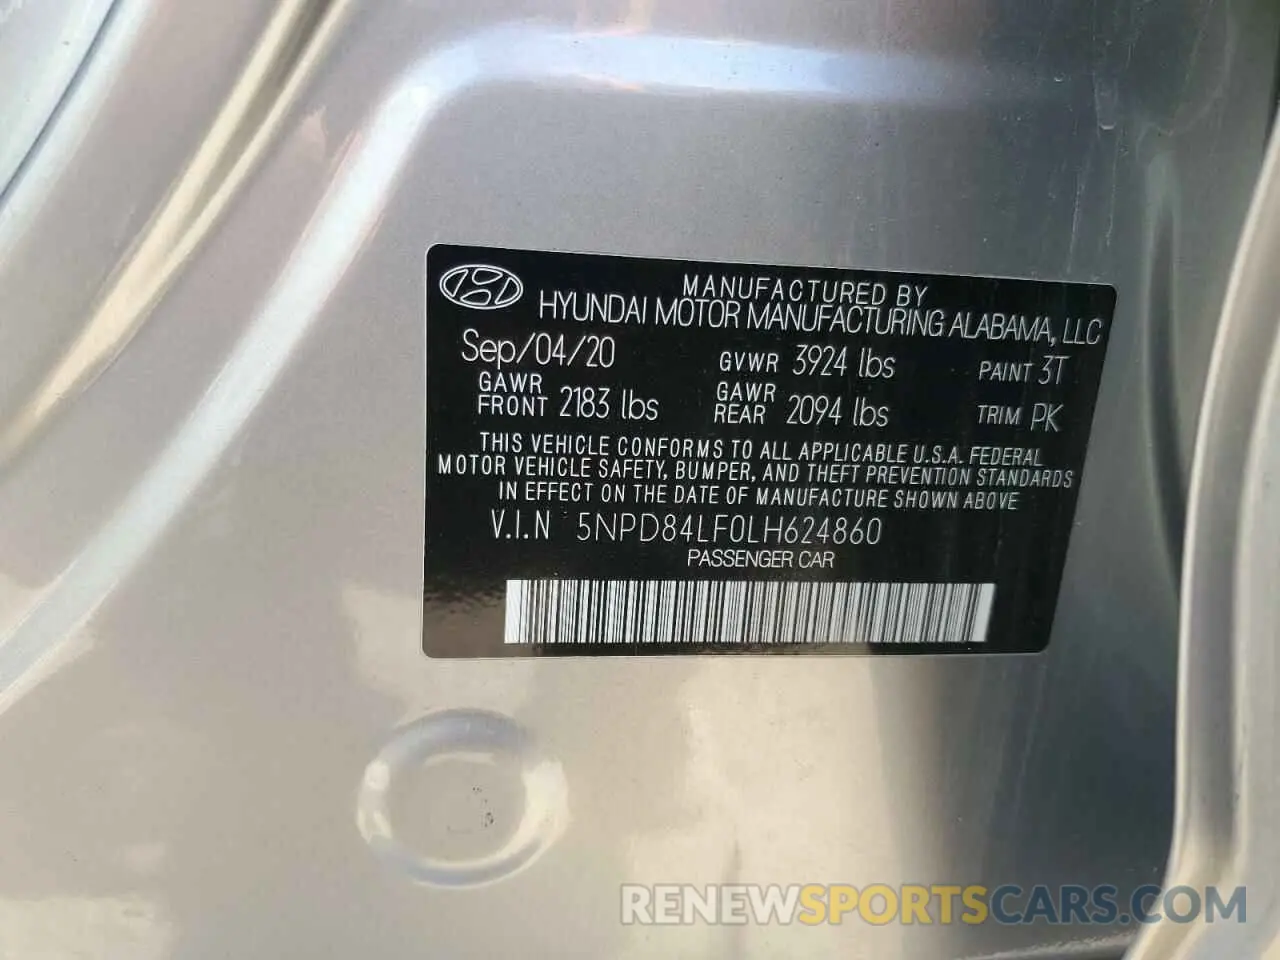 MANUFACTURED BY
HYUNDAI MOTOR MANUFACTURING ALABAMA, LLC
Sep/04/20 GVWR 3924 lbs PAINT 3T
GAWR FRONT 2183 lbs GAWR REAR 2094 lbs TRIM PK
THIS VEHICLE CONFORMS TO ALL APPLICABLE U.S.A. FEDERAL
MOTOR VEHICLE SAFETY, BUMPER, AND THEFT PREVENTION STANDARDS
IN EFFECT ON THE DATE OF MANUFACTURE SHOWN ABOVE
V.I.N 5NPD84LF0LH624860
PASSENGER CAR
RENEWSPORTSCARS.COM